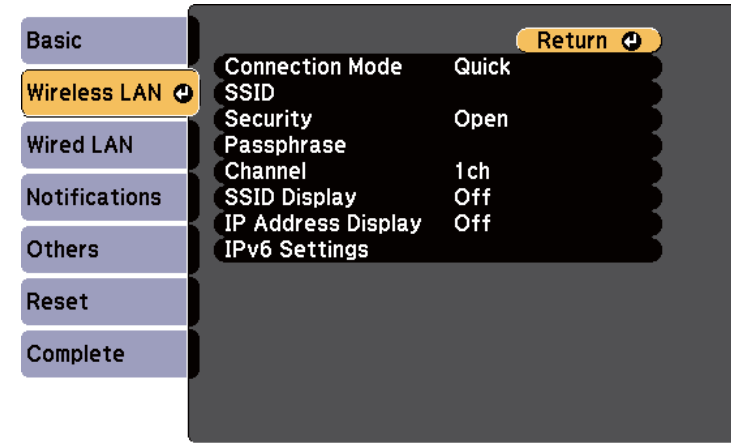 Basic
Wireless LAN
Wired LAN
Notifications
Others
Reset
Complete
Return
Connection Mode Quick
SSID
Security Open
Passphrase
Channel 1ch
SSID Display Off
IP Address Display Off
IPv6 Settings